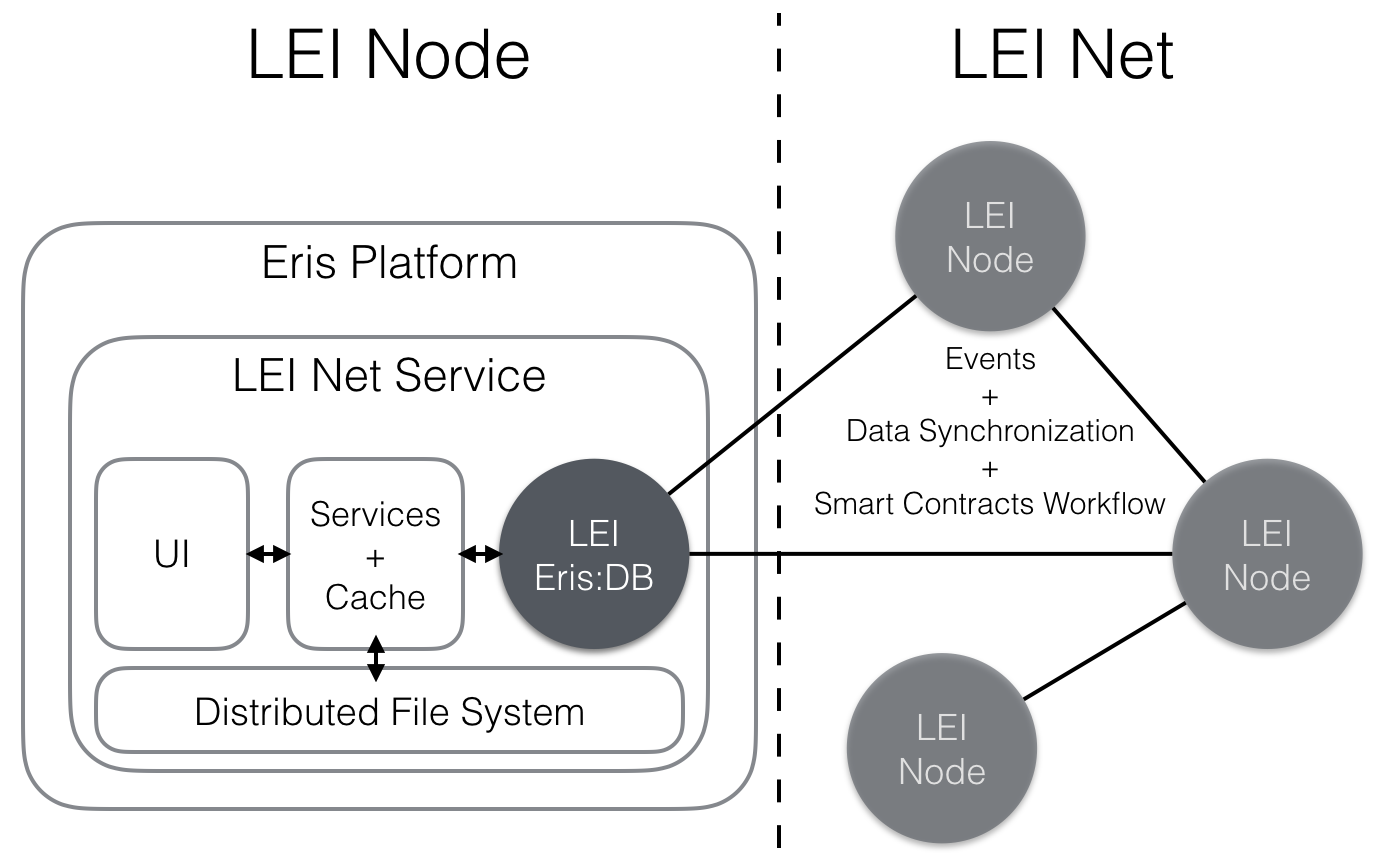 LEI Node
LEI Net
Eris Platform
LEI Net Service
UI
Services
+
Cache
LEI
Eris:DB
Distributed File System
LEI
Node
Events
+
Data Synchronization
+
Smart Contracts Workflow
LEI
Node
LEI
Node